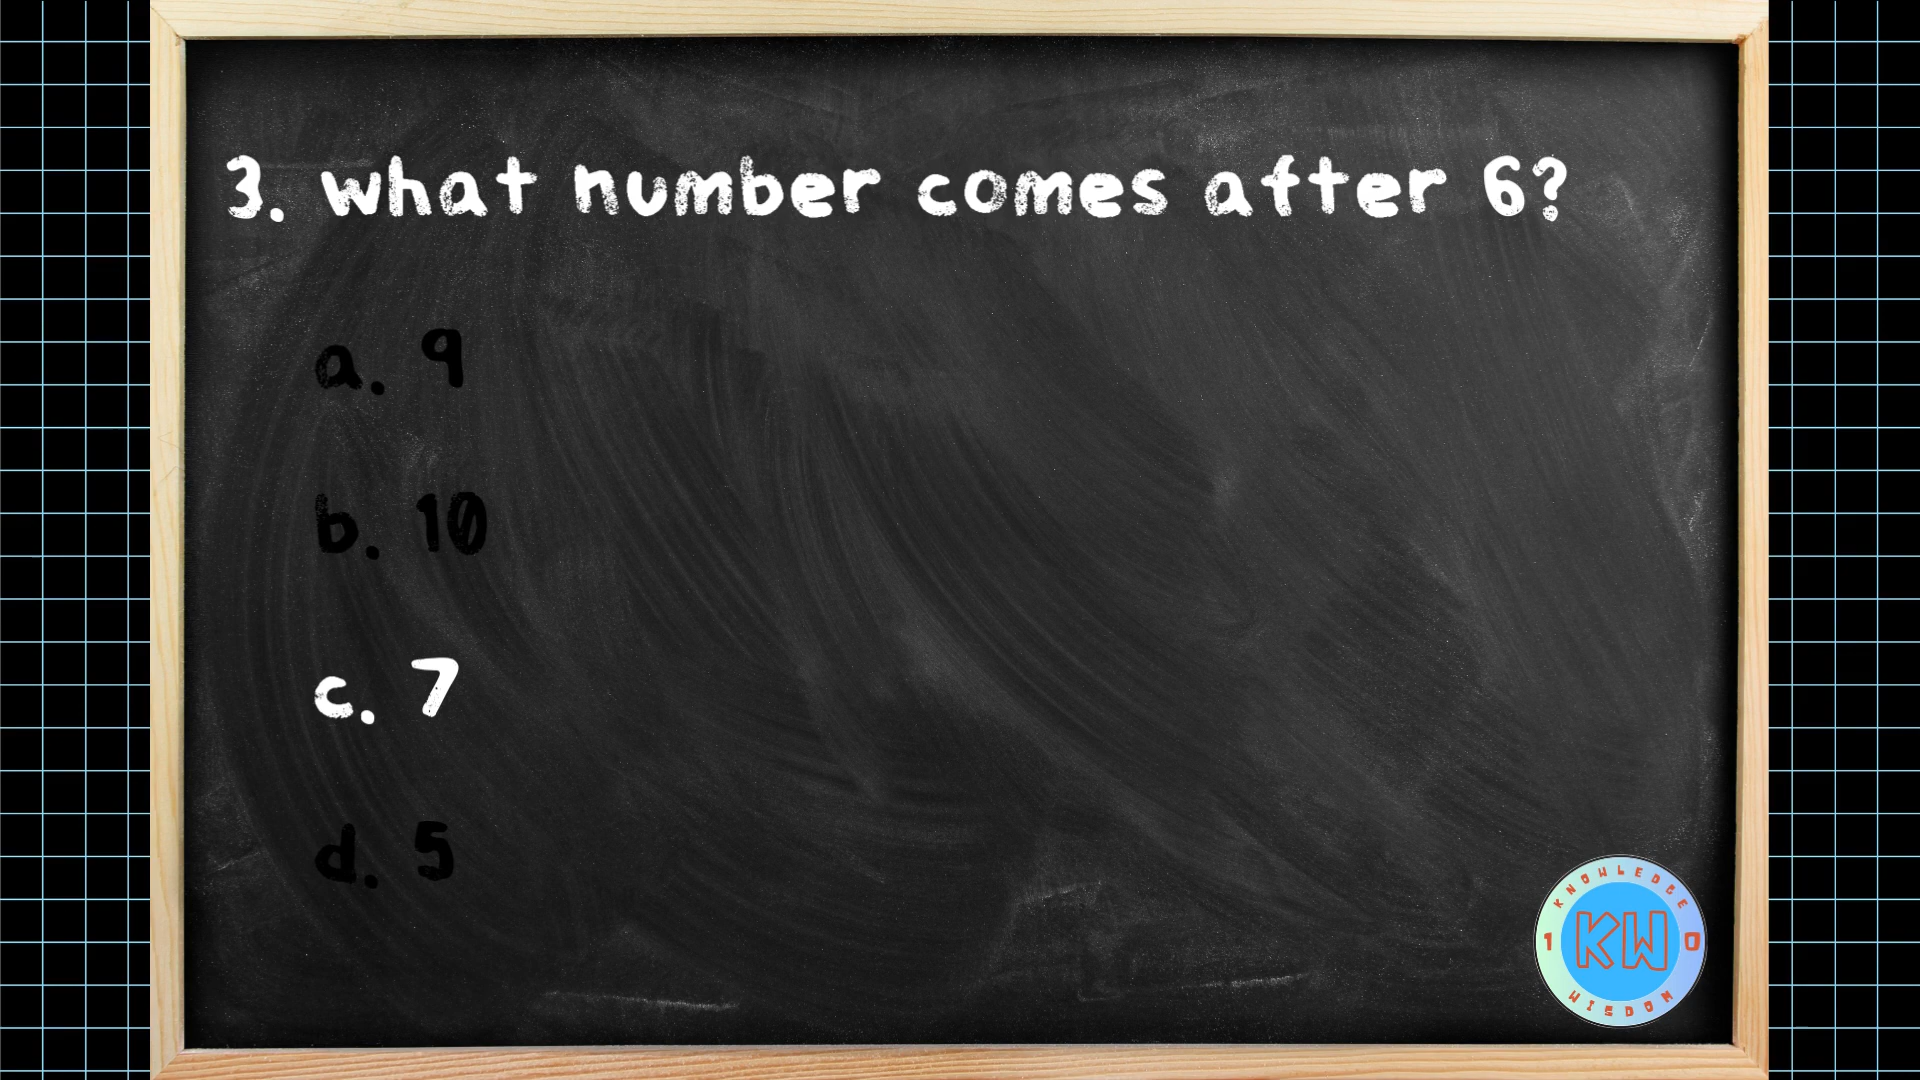 3. what number comes after 6?
a. 9
b. 10
c. 7
d. 5
KNOWLEDGE
1 KW 0
WISDOM